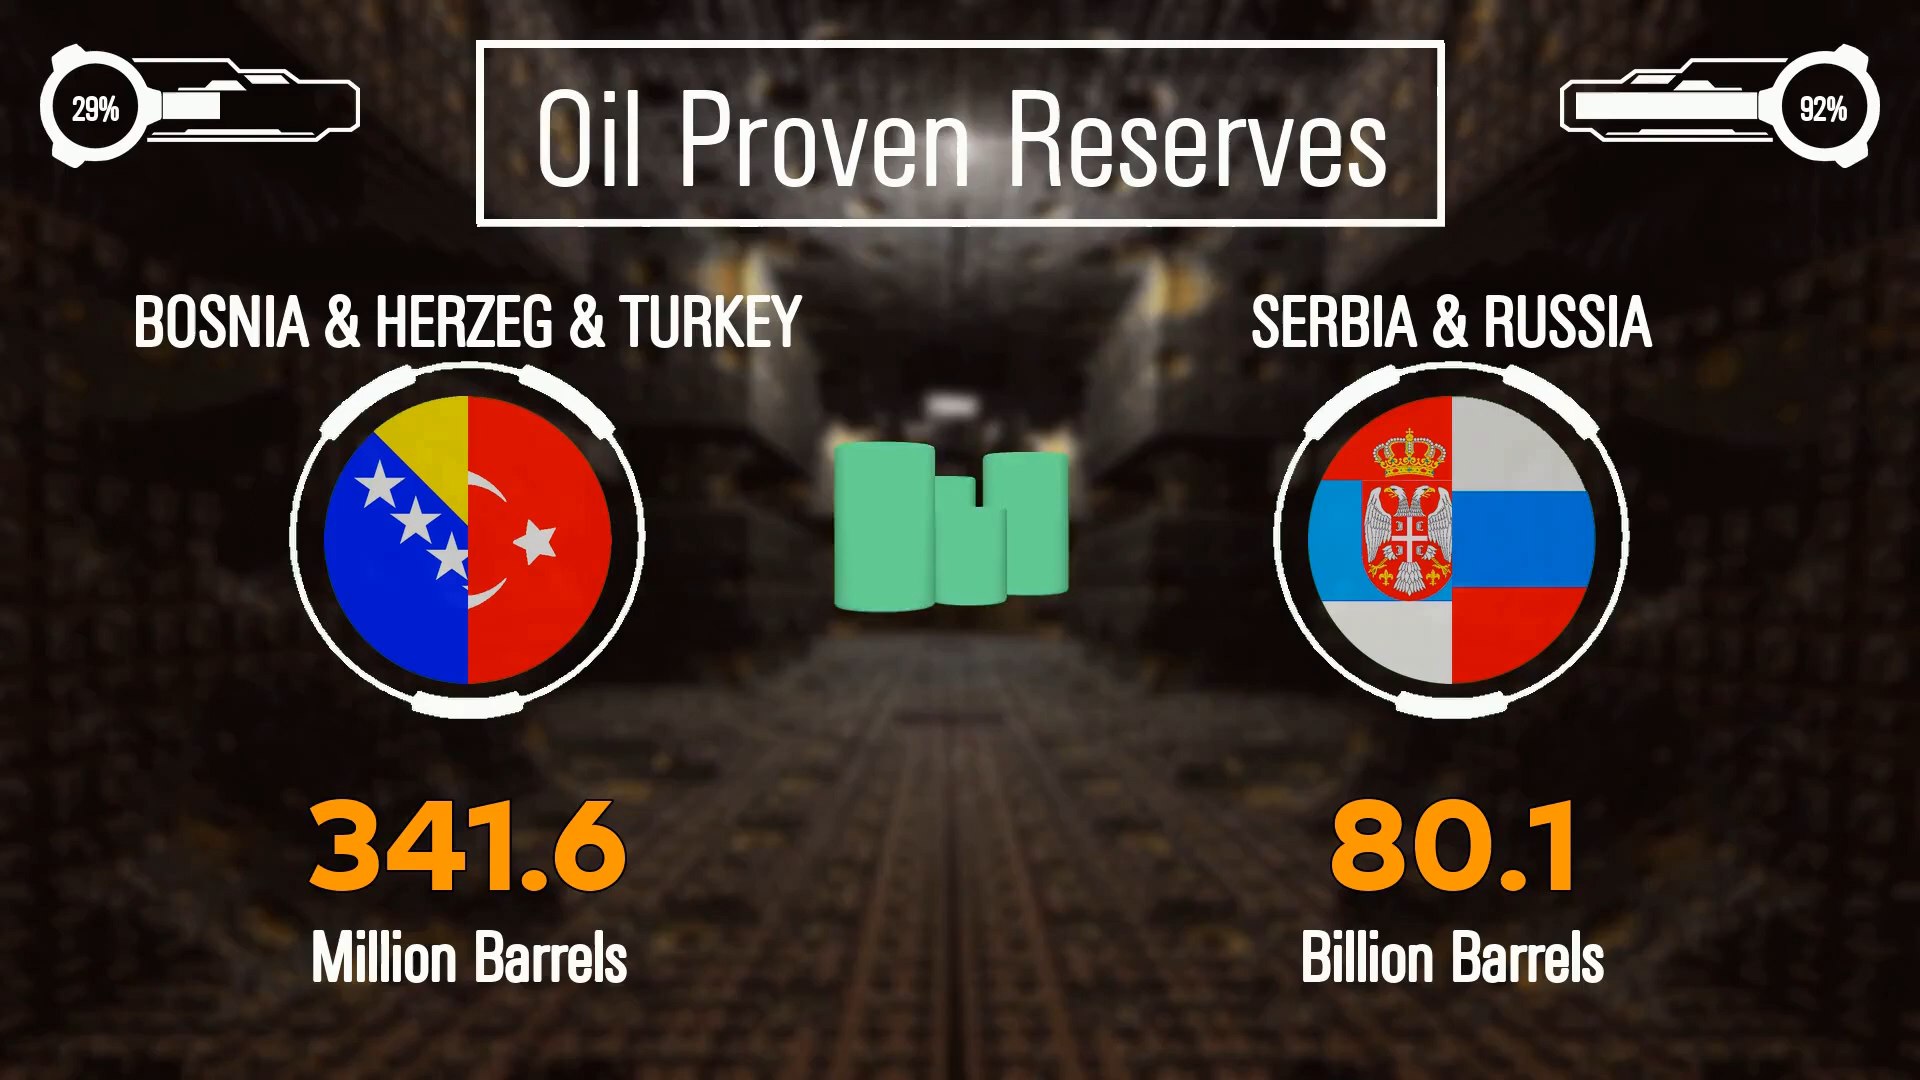 29%
Oil Proven Reserves
92%
BOSNIA & HERZEG & TURKEY
SERBIA & RUSSIA
341.6
Million Barrels
80.1
Billion Barrels